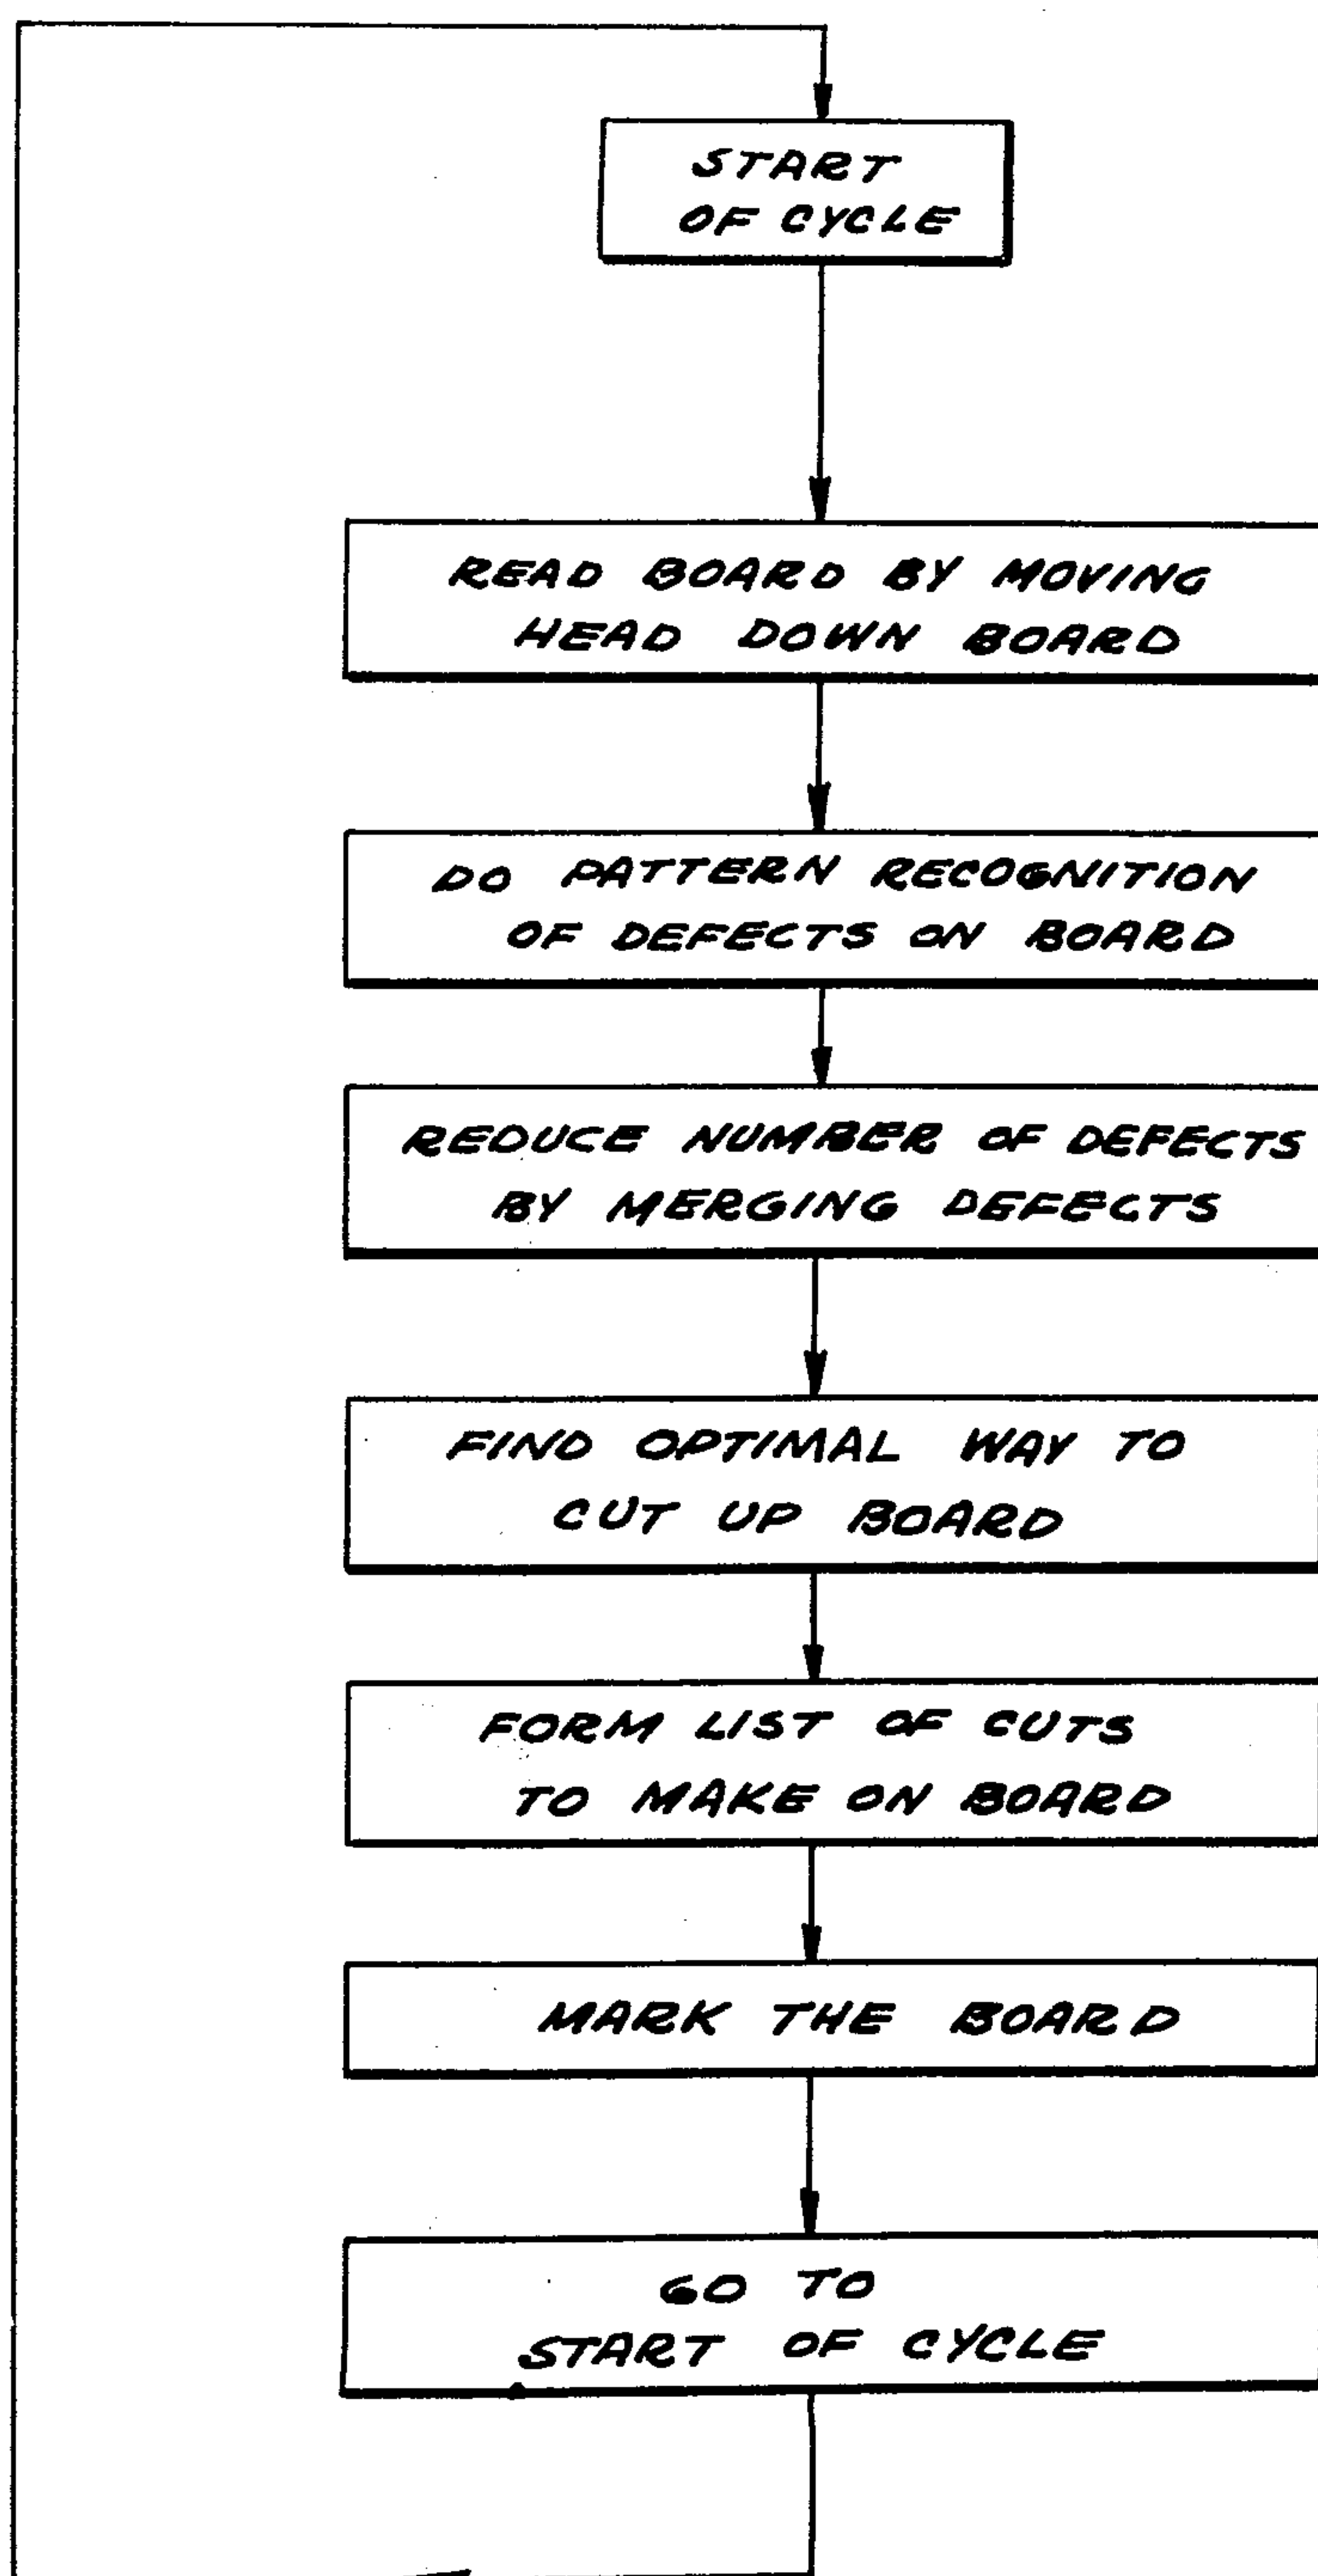 START
OF CYCLE
READ BOARD BY MOVING
HEAD DOWN BOARD
DO PATTERN RECOGNITION
OF DEFECTS ON BOARD
REDUCE NUMBER OF DEFECTS
BY MERGING DEFECTS
FIND OPTIMAL WAY TO
CUT UP BOARD
FORM LIST OF CUTS
TO MAKE ON BOARD
MARK THE BOARD
GO TO
START OF CYCLE